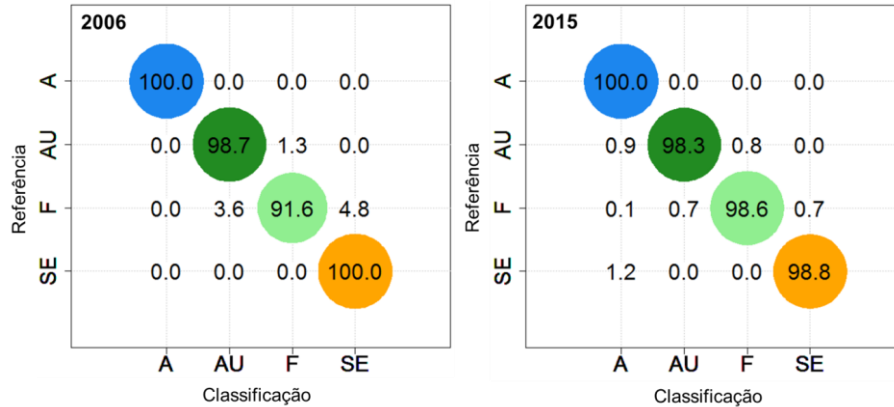 2006
Referência
A 100.0 0.0 0.0 0.0
AU 0.0 98.7 1.3 0.0
F 0.0 3.6 91.6 4.8
SE 0.0 0.0 0.0 100.0
A AU F SE
Classificação
2015
Referência
A 100.0 0.0 0.0 0.0
AU 0.9 98.3 0.8 0.0
F 0.1 0.7 98.6 0.7
SE 1.2 0.0 0.0 98.8
A AU F SE
Classificação